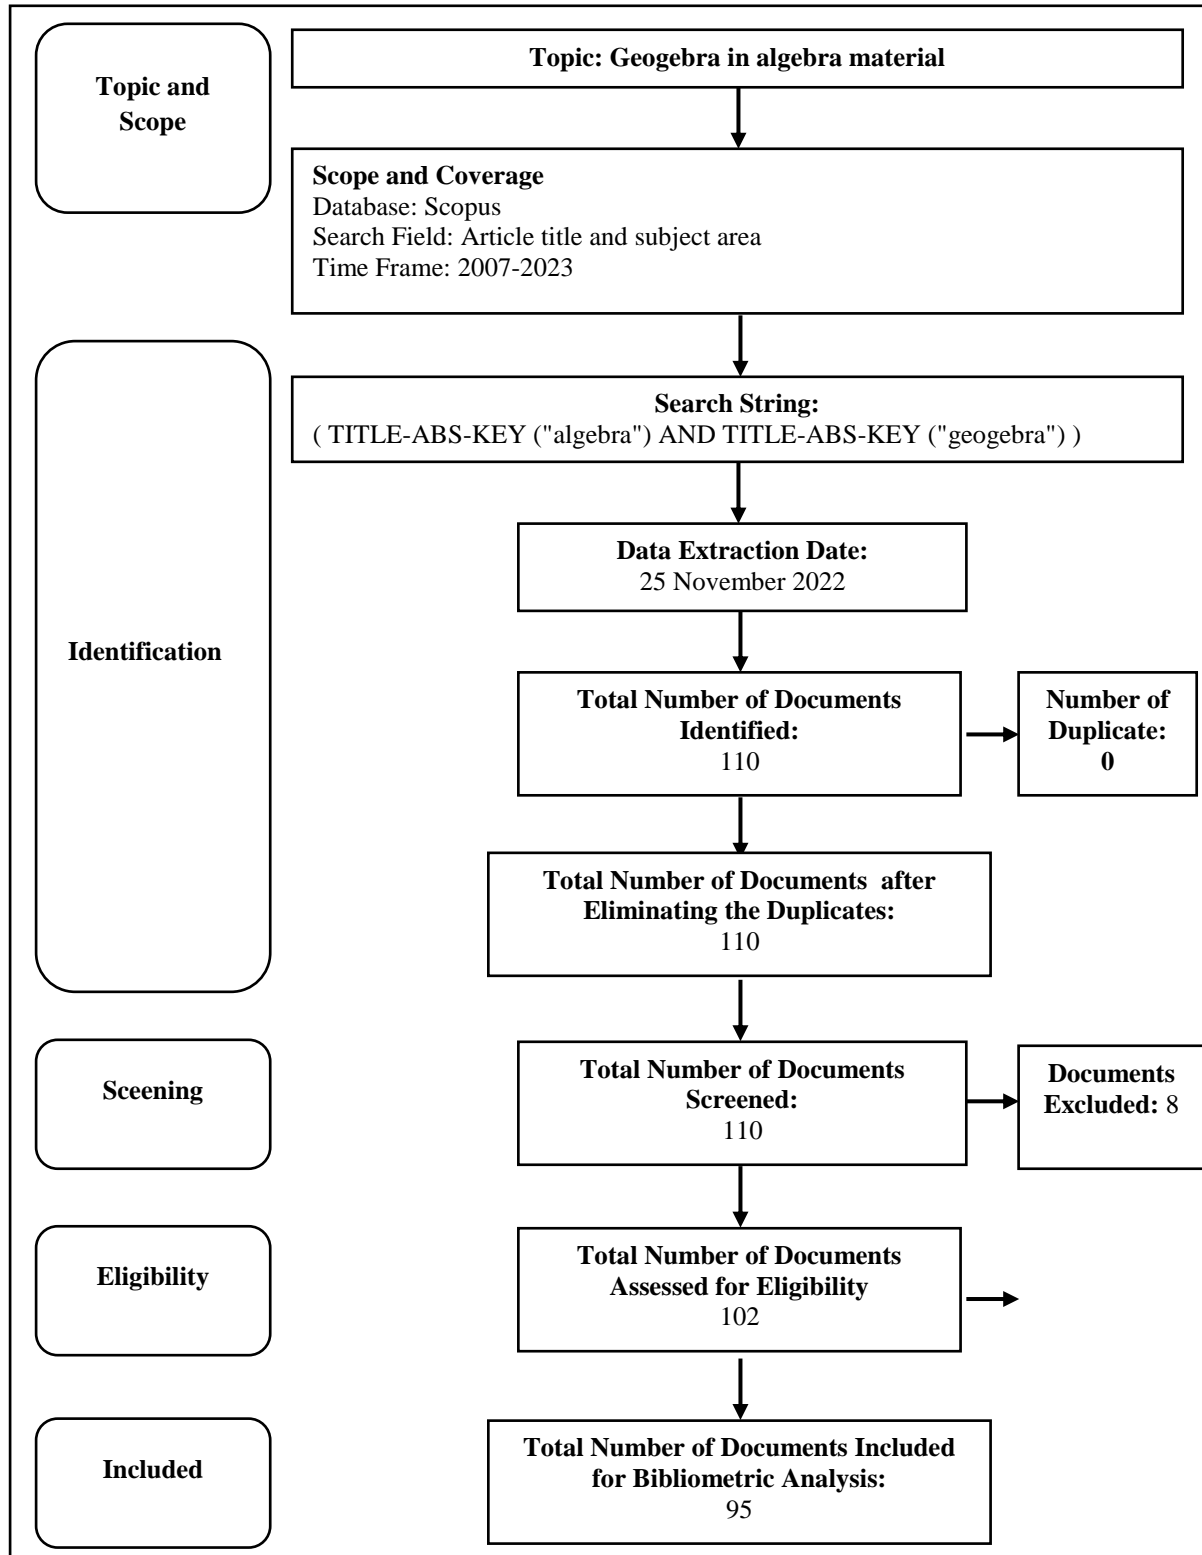 Topic and
Scope
Topic: Geogebra in algebra material
Scope and Coverage
Database: Scopus
Search Field: Article title and subject area
Time Frame: 2007-2023
Identification
Search String:
( TITLE-ABS-KEY ("algebra") AND TITLE-ABS-KEY ("geogebra") )
Data Extraction Date:
25 November 2022
Total Number of Documents
Identified:
110
Number of
Duplicate:
0
Total Number of Documents after
Eliminating the Duplicates:
110
Sceening
Total Number of Documents
Screened:
110
Documents
Excluded: 8
Eligibility
Total Number of Documents
Assessed for Eligibility
102
Included
Total Number of Documents Included
for Bibliometric Analysis:
95